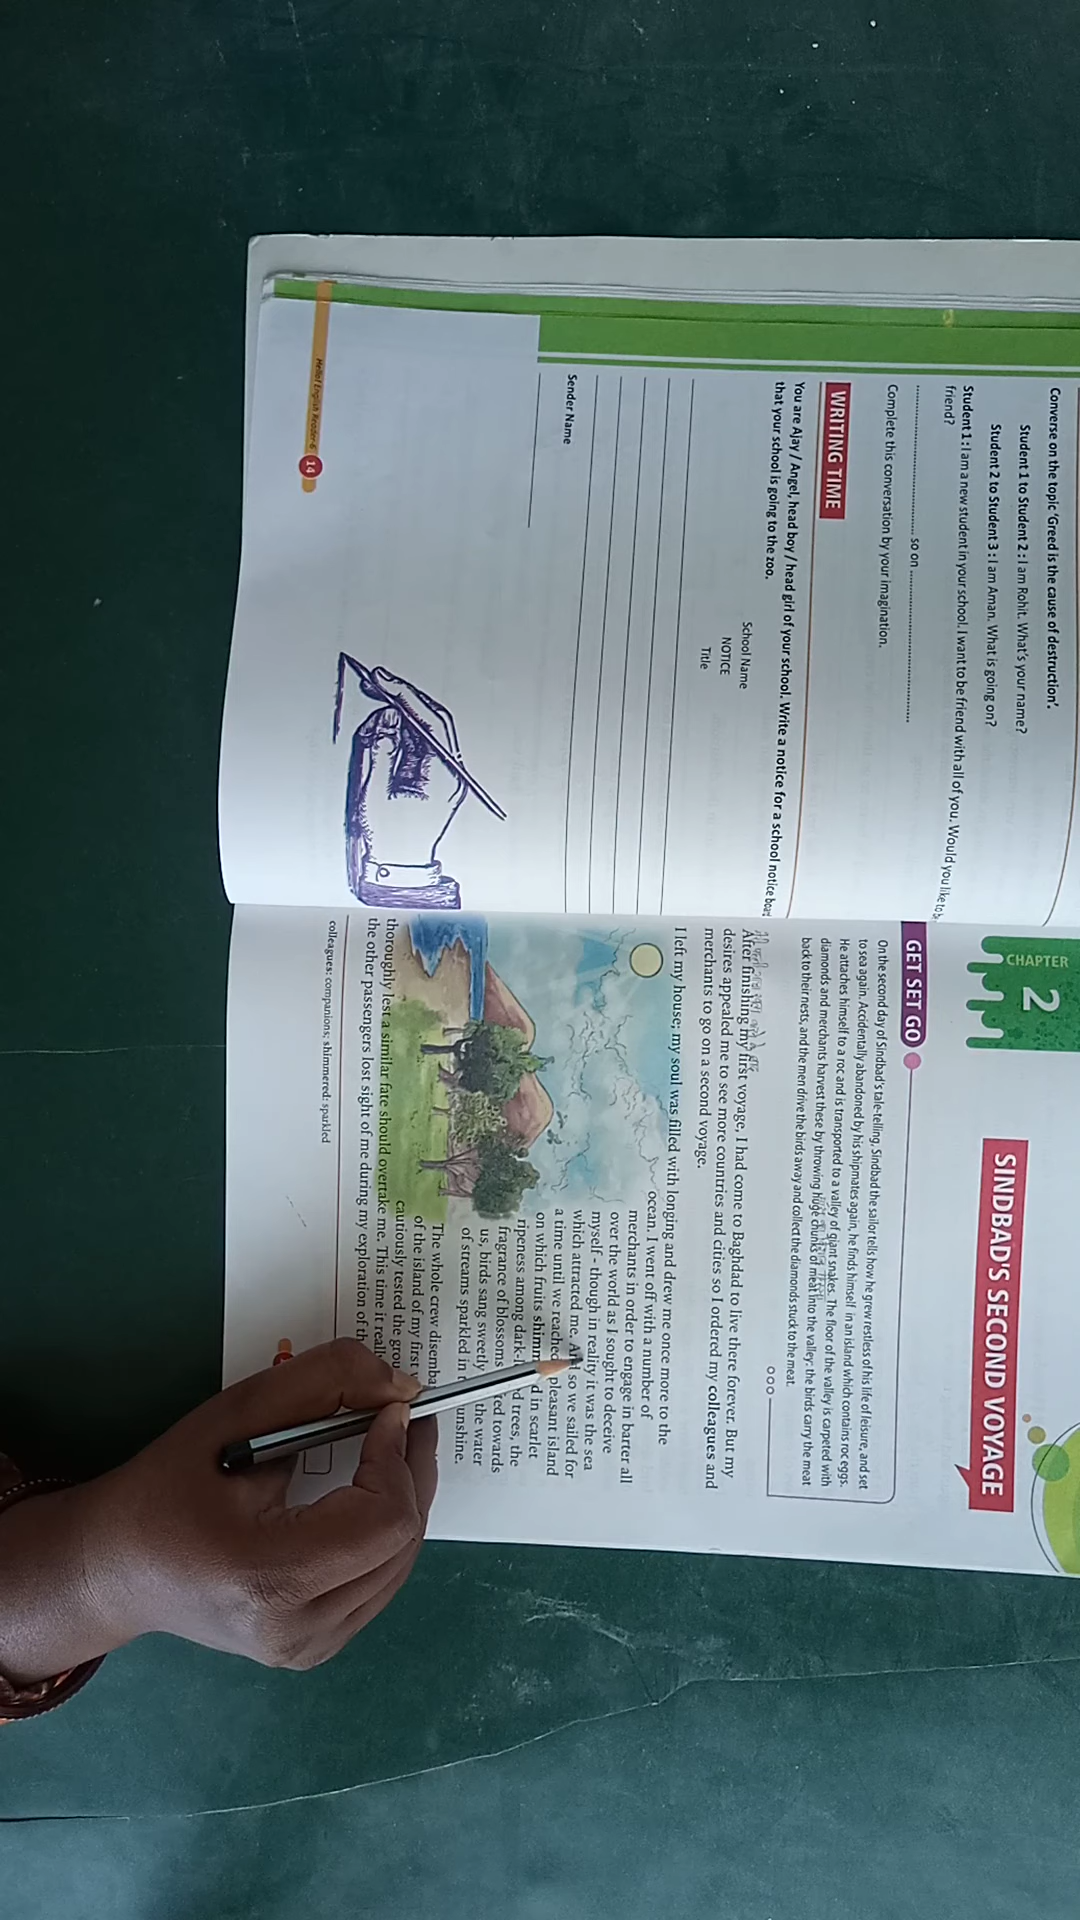 Converse on the topic 'Greed is the cause of destruction'.
Student 1 to Student 2 : I am Rohit. What's your name?
Student 2 to Student 3 : I am Aman. What is going on?
Student 1 : I am a new student in your school. I want to be friend with all of you. Would you like to
friend?
so on
Complete this conversation by your imagination.
WRITING TIME
You are Ajay / Angel, head boy / head girl of your school. Write a notice for a school notice
that your school is going to the zoo.
School Name
NOTICE
Title
Sender Name
Hello! English Reader-6 14
CHAPTER
2
SINDBAD'S SECOND VOYAGE
GET SET GO
On the second day of Sindbad's tale-telling, Sindbad the sailor tells how he grew restless of his life of leisure, and set
to sea again. Accidentally abandoned by his shipmates again, he finds himself in an island which contains roc eggs.
He attaches himself to a roc and is transported to a valley of giant snakes. The floor of the valley is carpeted with
diamonds and merchants harvest these by throwing huge chunks of meat into the valley: the birds carry the meat
back to their nests, and the men drive the birds away and collect the diamonds stuck to the meat.
After finishing my first voyage, I had come to Baghdad to live there forever. But my
desires appealed me to see more countries and cities so I ordered my colleagues and
merchants to go on a second voyage.
I left my house; my soul was filled with longing and drew me once more to the
ocean. I went off with a number of
merchants in order to engage in barter all
over the world as I sought to deceive
myself - though in reality it was the sea
which attracted me. so we sailed for
a time until we pleasant island
on which fruits in scarlet
ripeness among trees, the
fragrance of blossoms towards
us, birds sang sweetly the water
of streams sparkled in
The whole crew
of the island of my first
cautiously tested the
thoroughly lest a similar fate should overtake me. This time it
the other passengers lost sight of me during my exploration of
colleagues: companions; shimmered: sparkled